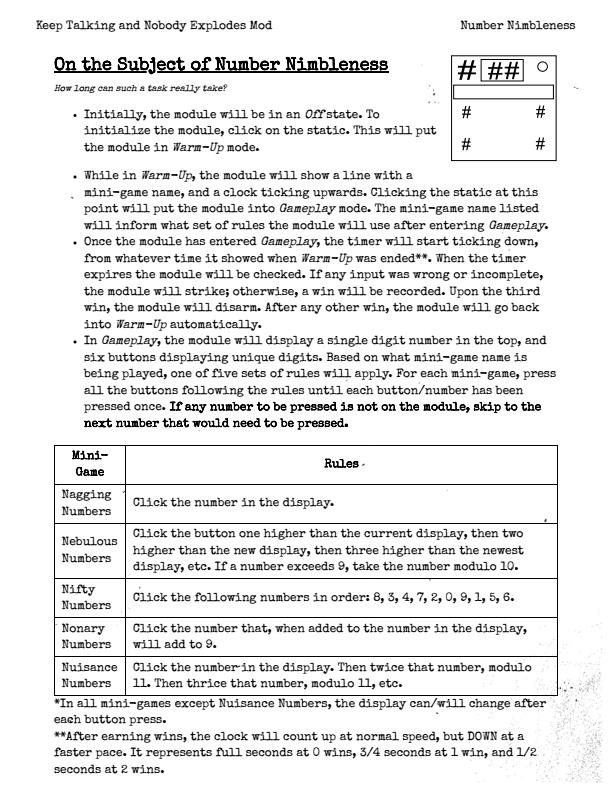 Keep Talking and Nobody Explodes Mod Number Nimbleness
On the Subject of Number Nimbleness
How long can such a task really take?
# ##
# #
# #
• Initially, the module will be in an Off state. To
initialize the module, click on the static. This will put
the module in Warm-Up mode.
• While in Warm-Up, the module will show a line with a
mini-game name, and a clock ticking upwards. Clicking the static at this
point will put the module into Gameplay mode. The mini-game name listed
will inform what set of rules the module will use after entering Gameplay.
• Once the module has entered Gameplay, the timer will start ticking down,
from whatever time it showed when Warm-Up was ended**. When the timer
expires the module will be checked. If any input was wrong or incomplete,
the module will strike; otherwise, a win will be recorded. Upon the third
win, the module will disarm. After any other win, the module will go back
into Warm-Up automatically.
• In Gameplay, the module will display a single digit number in the top, and
six buttons displaying unique digits. Based on what mini-game name is
being played, one of five sets of rules will apply. For each mini-game, press
all the buttons following the rules until each button/number has been
pressed once. If any number to be pressed is not on the module, skip to the
next number that would need to be pressed.
Mini-
Game
Rules
Nagging
Numbers
Click the number in the display.
Nebulous
Numbers
Click the button one higher than the current display, then two
higher than the new display, then three higher than the newest
display, etc. If a number exceeds 9, take the number modulo 10.
Nifty
Numbers
Click the following numbers in order: 8, 3, 4, 7, 2, 0, 9, 1, 5, 6.
Nonary
Numbers
Click the number that, when added to the number in the display,
will add to 9.
Nuisance
Numbers
Click the number in the display. Then twice that number, modulo
11. Then thrice that number, modulo 11, etc.
*In all mini-games except Nuisance Numbers, the display can/will change after
each button press.
**After earning wins, the clock will count up at normal speed, but DOWN at a
faster pace. It represents full seconds at 0 wins, 3/4 seconds at 1 win, and 1/2
seconds at 2 wins.